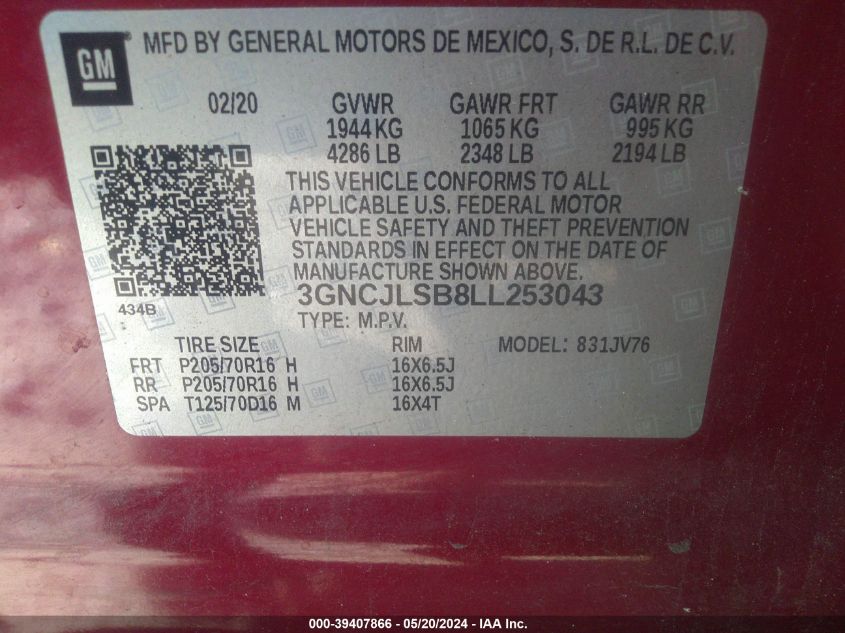 GM
MFD BY GENERAL MOTORS DE MEXICO, S. DE R.L. DE C.V.
02/20 GVWR GAWR FRT GAWR RR
1944 KG 1065 KG 995 KG
4286 LB 2348 LB 2194 LB
THIS VEHICLE CONFORMS TO ALL
APPLICABLE U.S. FEDERAL MOTOR
VEHICLE SAFETY AND THEFT PREVENTION
STANDARDS IN EFFECT ON THE DATE OF
MANUFACTURE SHOWN ABOVE.
3GNCJLSB8LL253043
434B
TYPE: M.P.V.
TIRE SIZE RIM MODEL: 831JV76
FRT P205/70R16 H 16X6.5J
RR P205/70R16 H 16X6.5J
SPA T125/70D16 M 16X4T
000-39407866 - 05/20/2024 - IAA Inc.